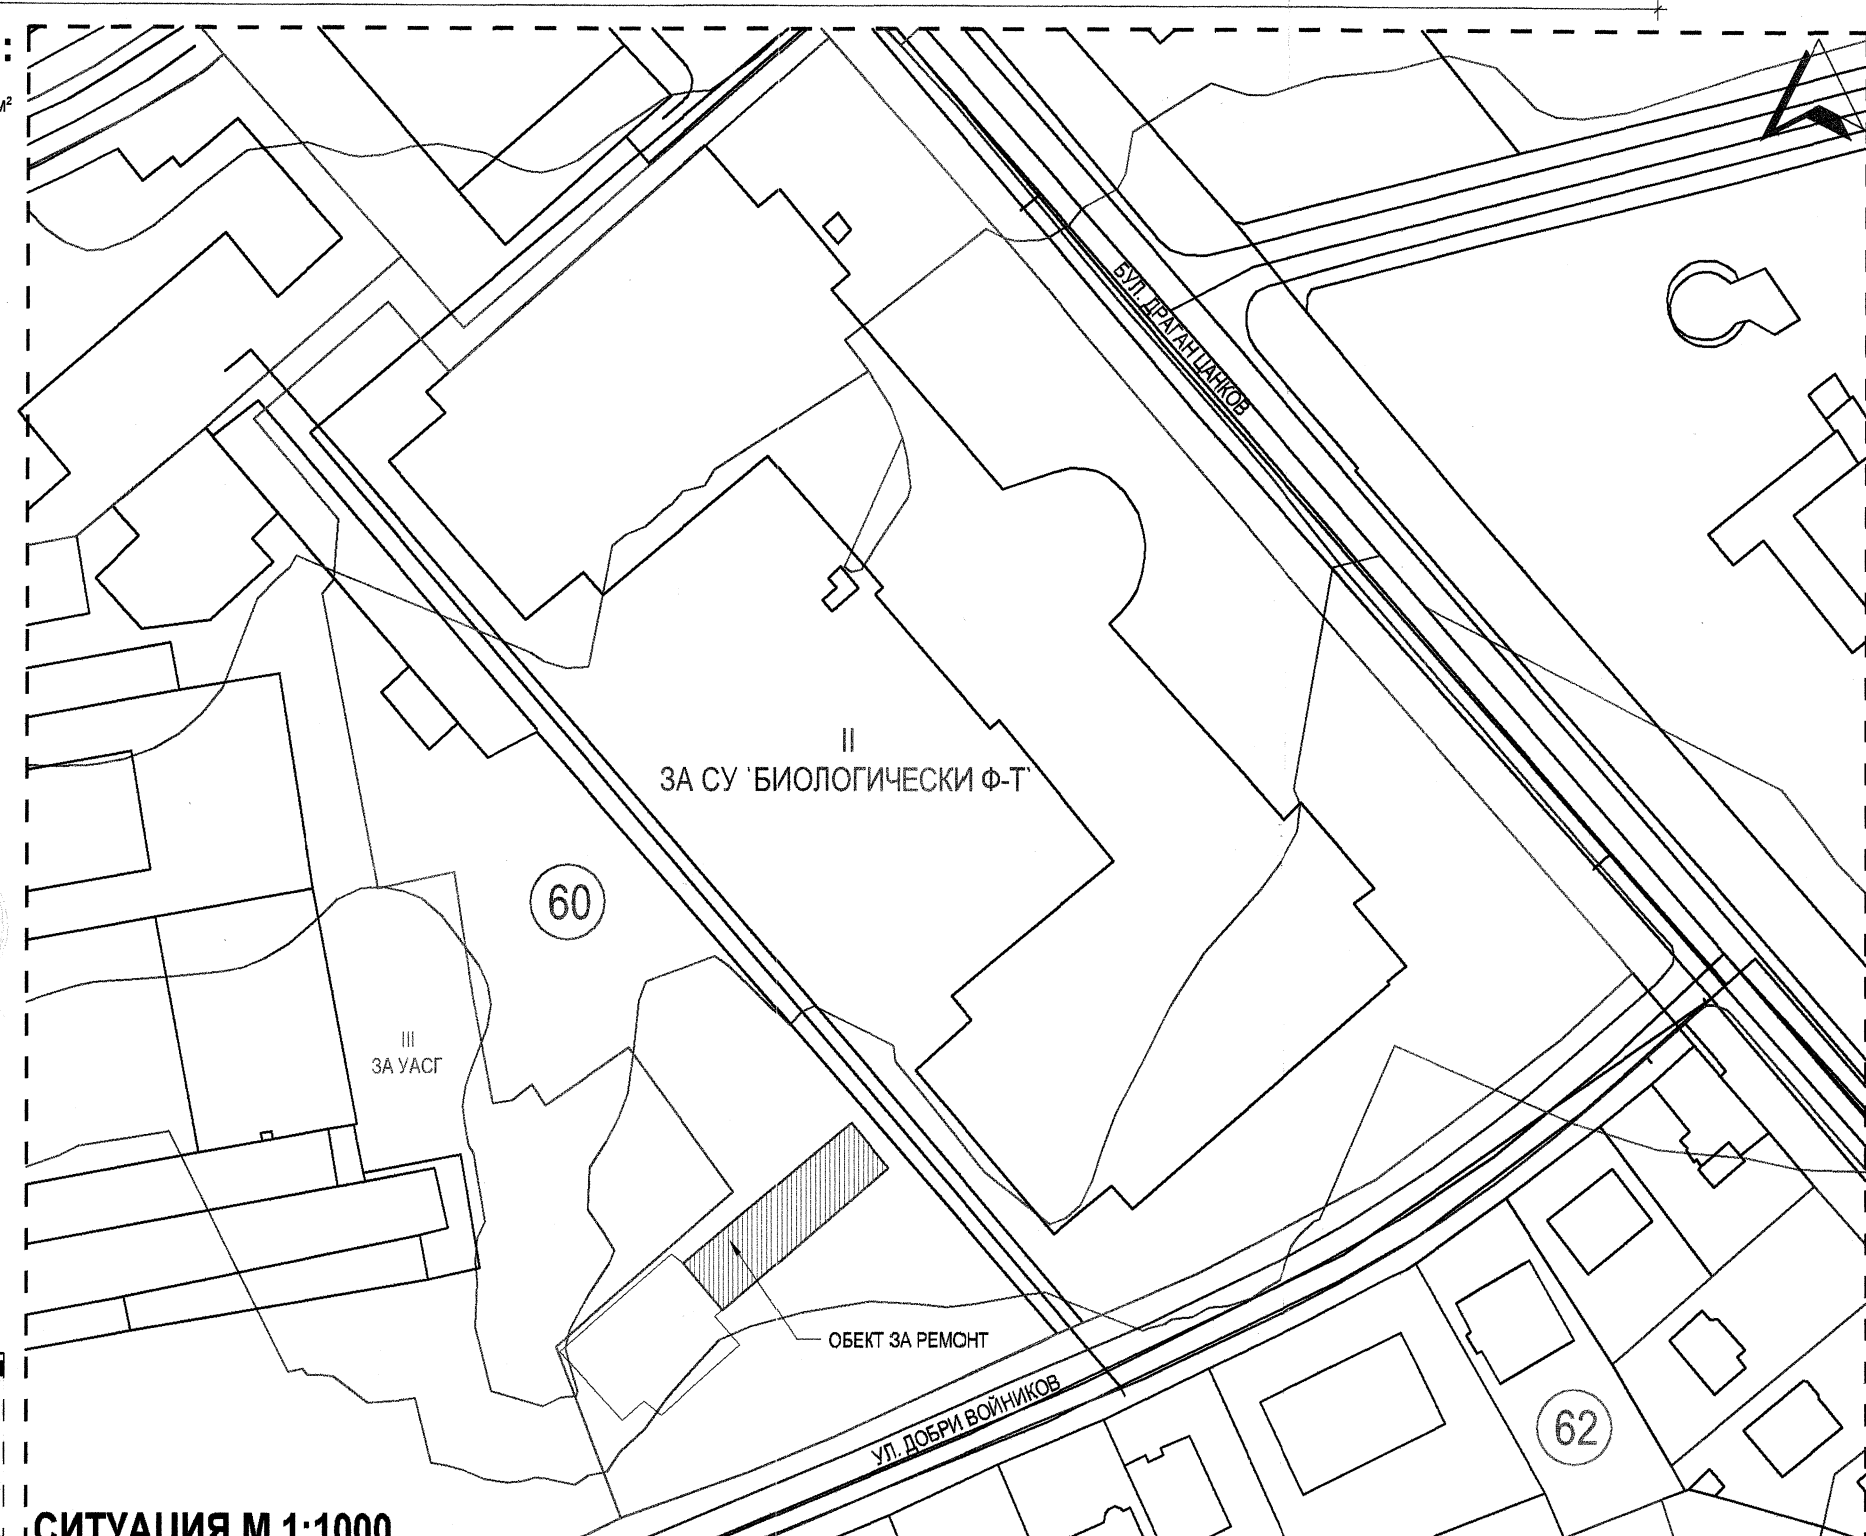 м²
БУЛ. ДРАГАН ЦАНКОВ
II
ЗА СУ 'БИОЛОГИЧЕСКИ Ф-Т'
60
III
ЗА УАСГ
ОБЕКТ ЗА РЕМОНТ
УЛ. ДОБРИ ВОЙНИКОВ
62
СИТУАЦИЯ М 1:1000